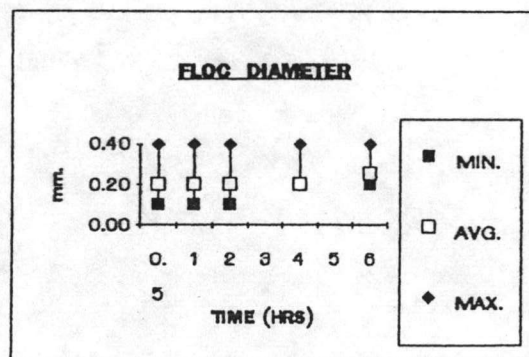 FLOC DIAMETER
0.40
0.20
0.00
mm.
0.5 1 2 3 4 5 6
TIME (HRS)
MIN.
AVG.
MAX.